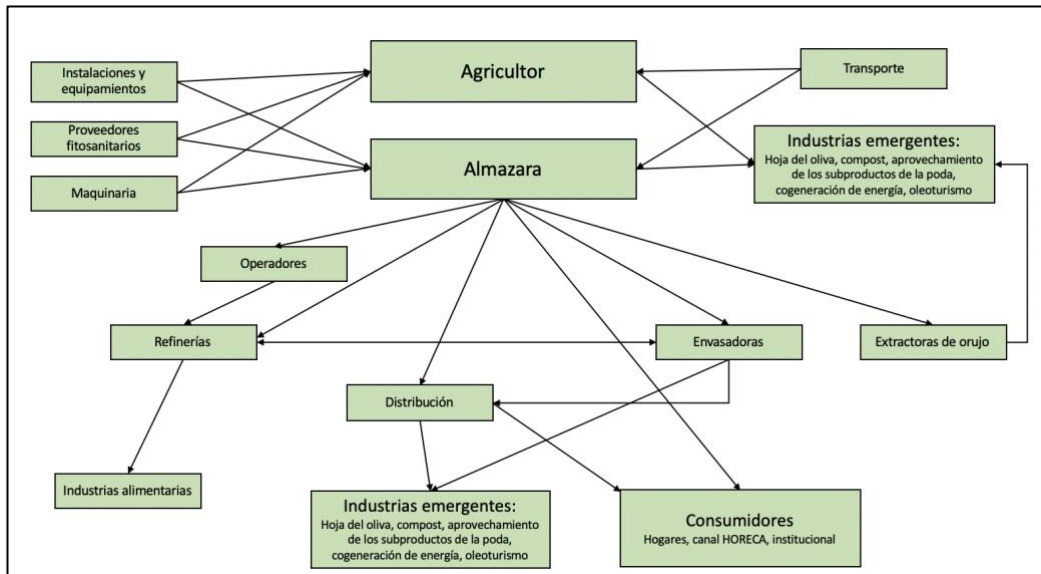 Agricultor
Instalaciones y
equipamientos
Transporte
Proveedores
fitosanitarios
Industrias emergentes:
Hoja del oliva, compost, aprovechamiento
de los subproductos de la poda,
cogeneración de energía, oleoturismo
Almazara
Maquinaria
Operadores
Refinerías
Envasadoras
Extractoras de orujo
Distribución
Industrias alimentarias
Industrias emergentes:
Hoja del oliva, compost, aprovechamiento
de los subproductos de la poda,
cogeneración de energía, oleoturismo
Consumidores
Hogares, canal HORECA, institucional